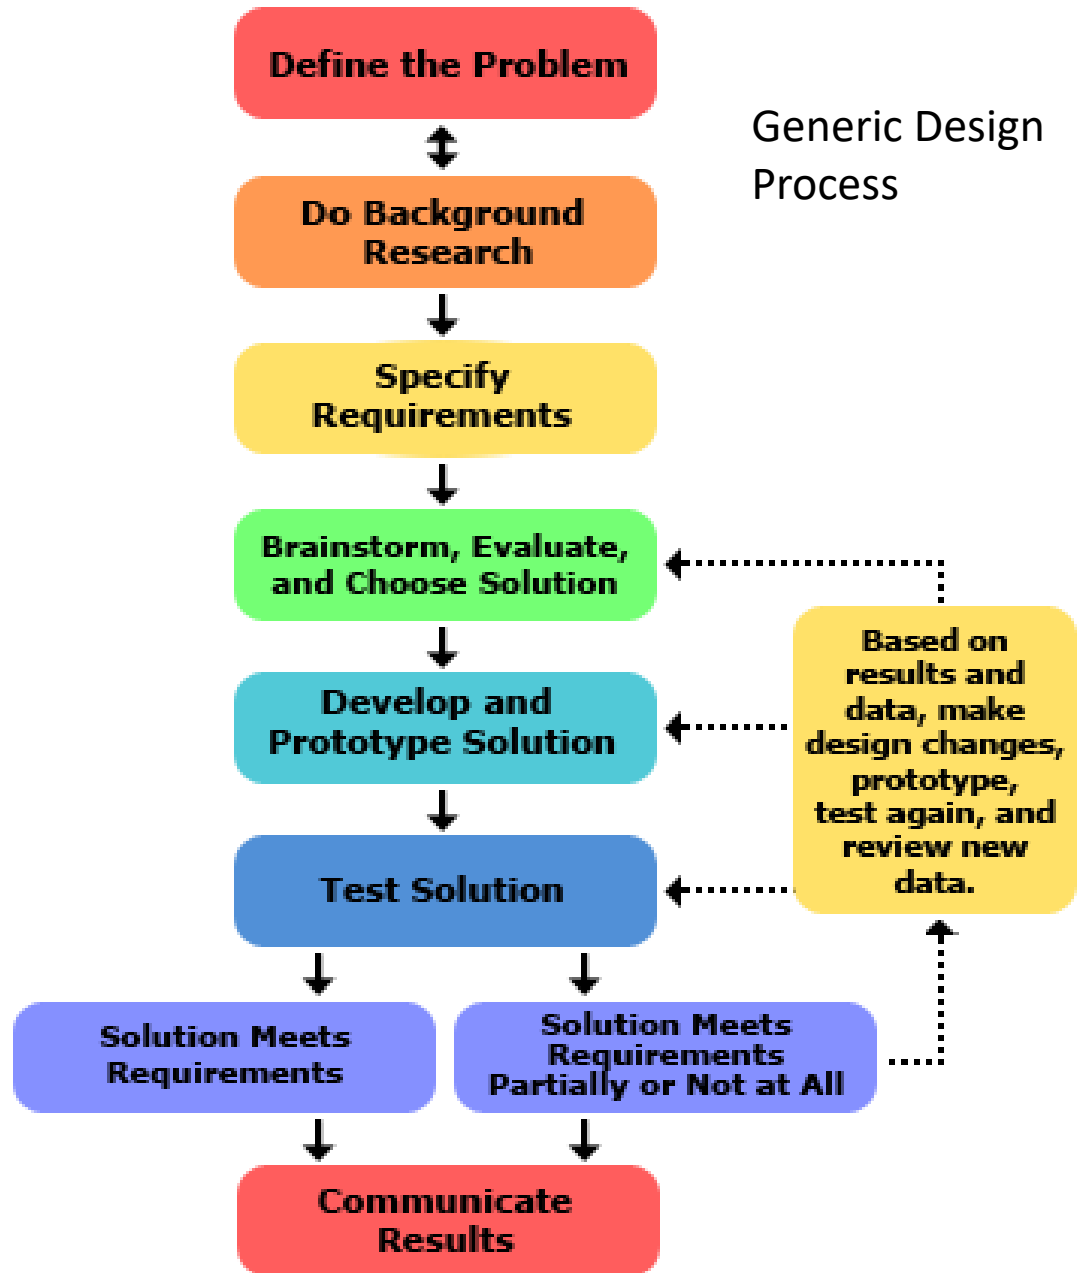 Define the Problem
Generic Design
Process
Do Background
Research
Specify
Requirements
Brainstorm, Evaluate,
and Choose Solution
Based on
results and
data, make
design changes,
prototype,
test again, and
review new
data.
Develop and
Prototype Solution
Test Solution
Solution Meets
Requirements
Solution Meets
Requirements
Partially or Not at All
Communicate
Results